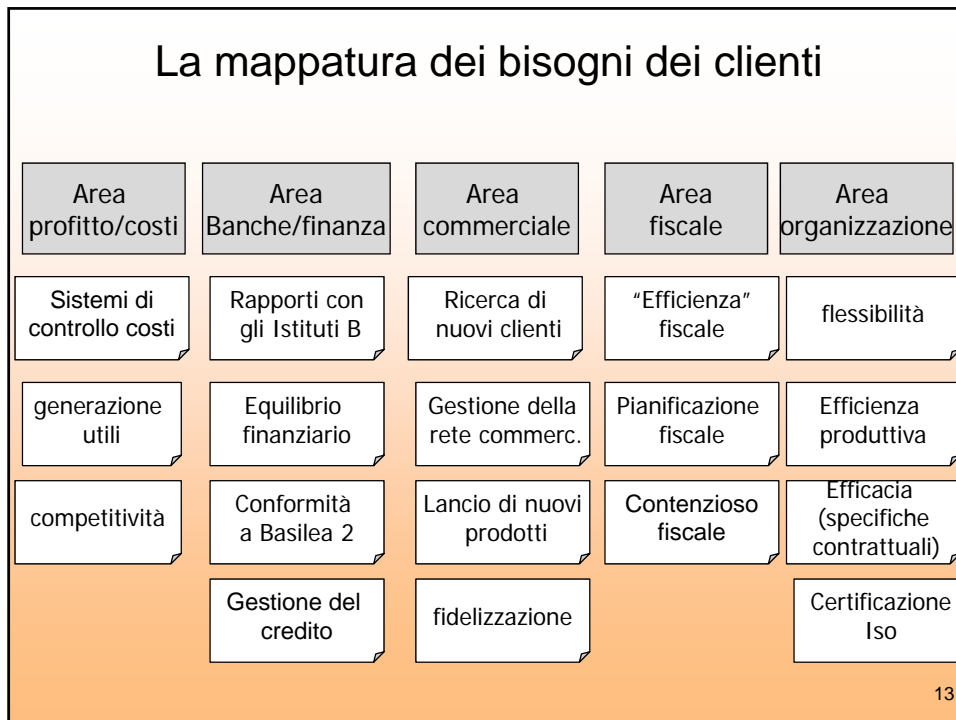 La mappatura dei bisogni dei clienti
Area
profitto/costi
Area
Banche/finanza
Area
commerciale
Area
fiscale
Area
organizzazione
Sistemi di
controllo costi
Rapporti con
gli Istituti B
Ricerca di
nuovi clienti
“Efficienza”
fiscale
flessibilità
generazione
utili
Equilibrio
finanziario
Gestione della
rete commerc.
Pianificazione
fiscale
Efficienza
produttiva
competitività
Conformità
a Basilea 2
Lancio di nuovi
prodotti
Contenzioso
fiscale
Efficacia
(specifiche
contrattuali)
Gestione del
credito
fidelizzazione
Certificazione
Iso
13